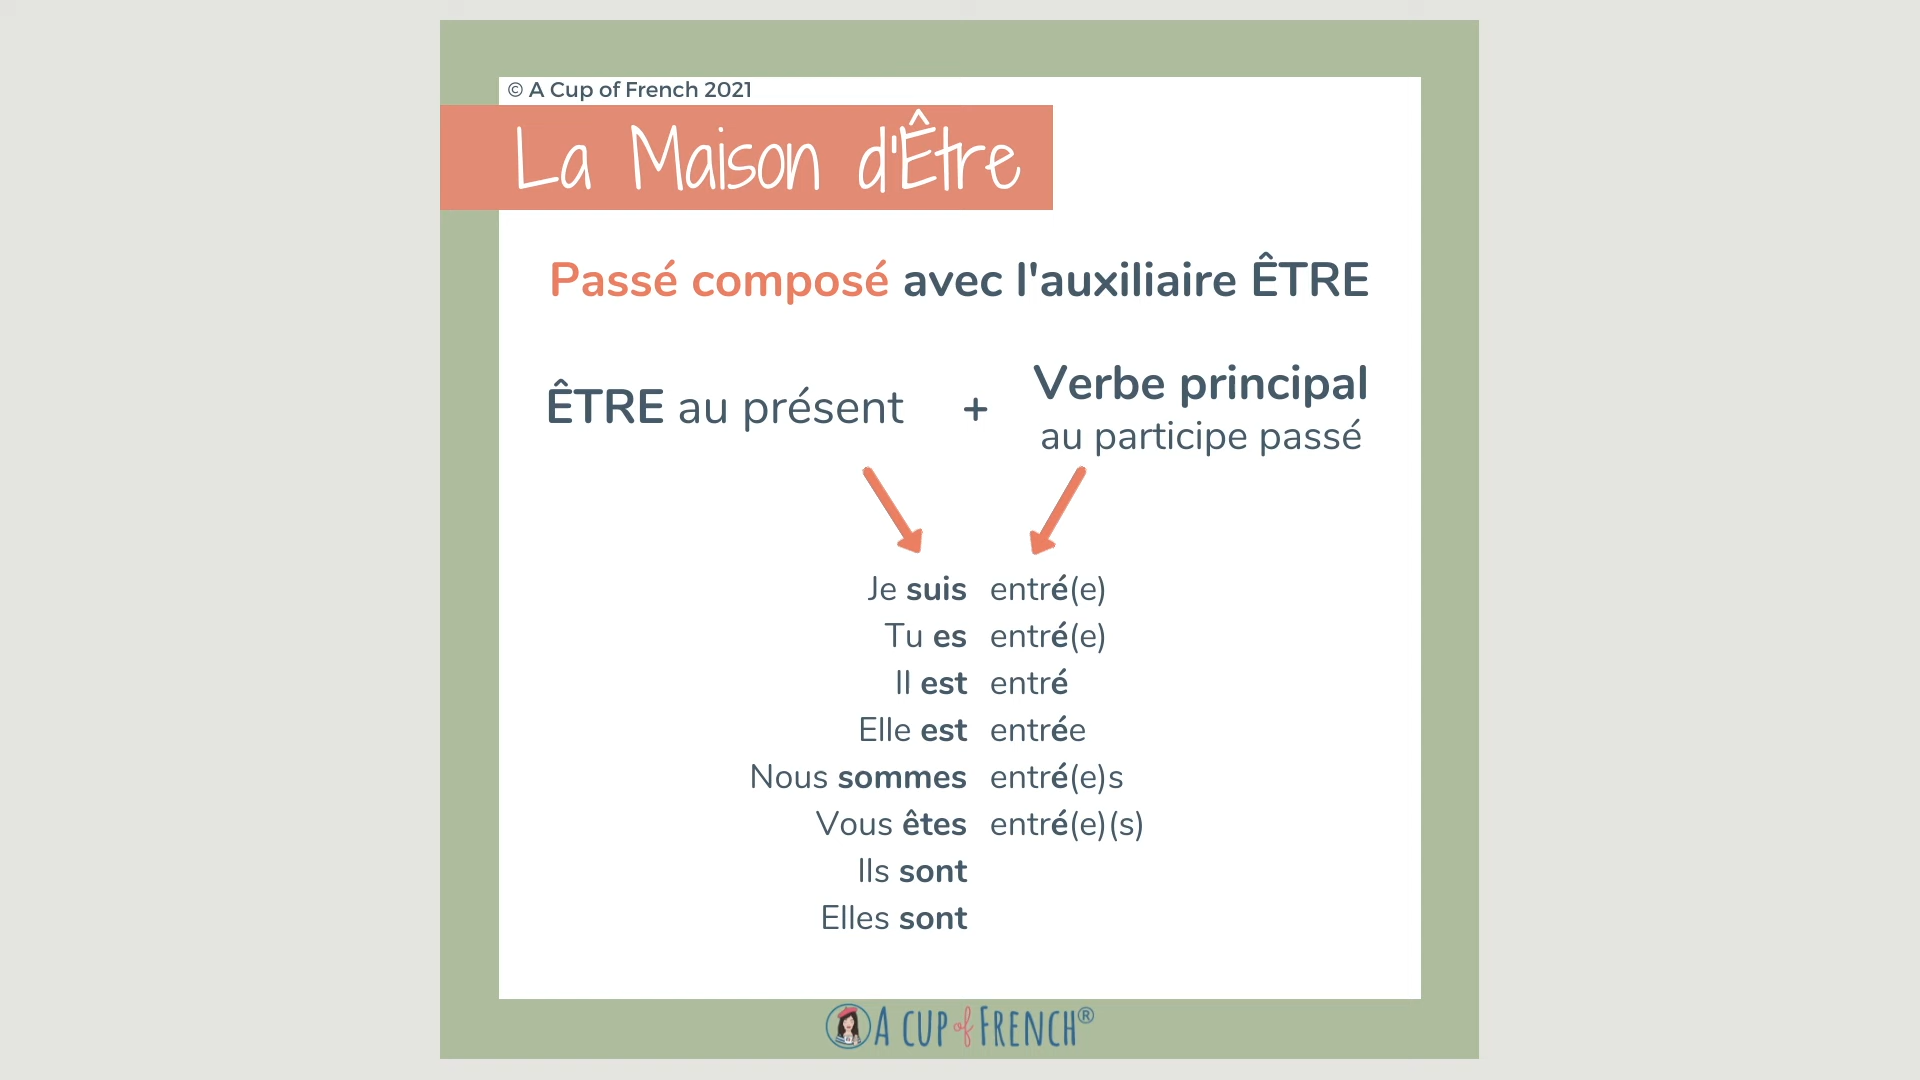 © A Cup of French 2021
La Maison d'Être
Passé composé avec l'auxiliaire ÊTRE
ÊTRE au présent + Verbe principal
au participe passé
Je suis entré(e)
Tu es entré(e)
Il est entré
Elle est entrée
Nous sommes entré(e)s
Vous êtes entré(e)(s)
Ils sont
Elles sont
A CUP of FRENCH®